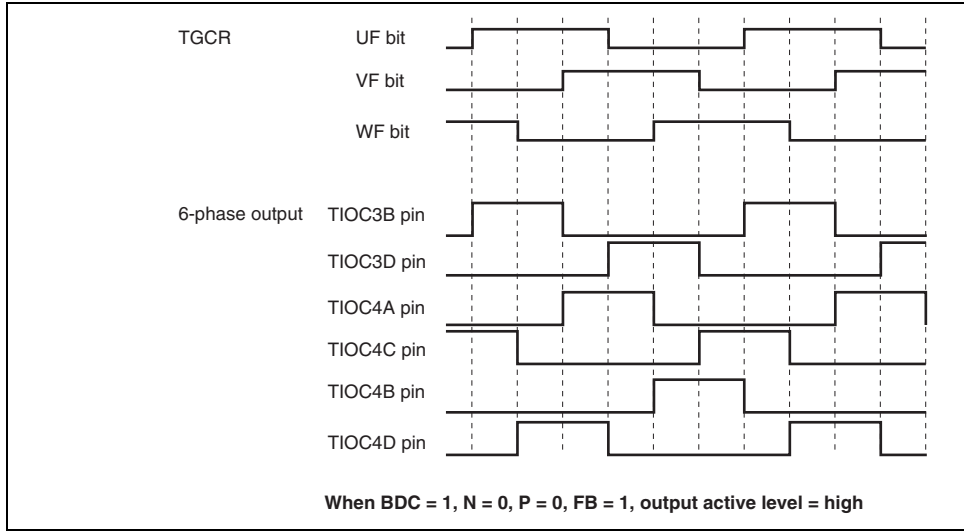 TGCR UF bit
VF bit
WF bit
6-phase output TIOC3B pin
TIOC3D pin
TIOC4A pin
TIOC4C pin
TIOC4B pin
TIOC4D pin
When BDC = 1, N = 0, P = 0, FB = 1, output active level = high